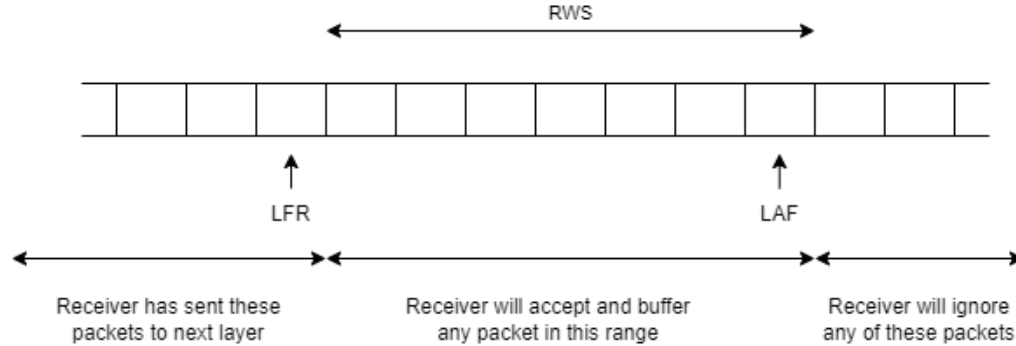 RWS
LFR
LAF
Receiver has sent these
packets to next layer
Receiver will accept and buffer
any packet in this range
Receiver will ignore
any of these packets